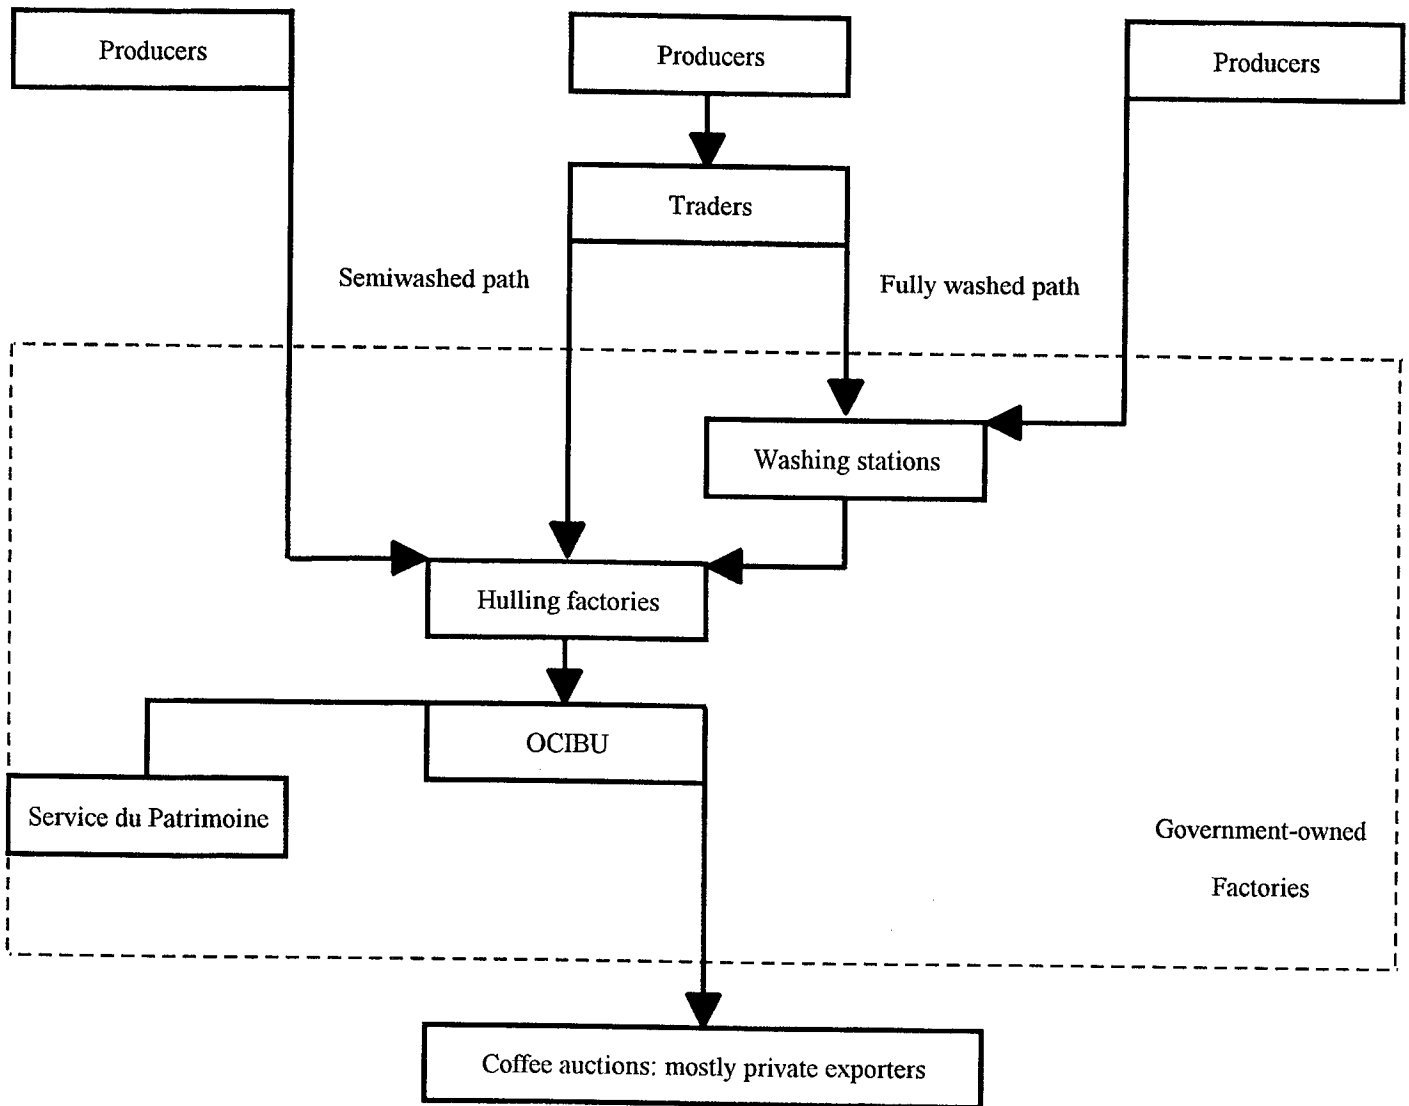 Producers
Producers
Producers
Traders
Semiwashed path
Fully washed path
Washing stations
Hulling factories
OCIBU
Service du Patrimoine
Government-owned
Factories
Coffee auctions: mostly private exporters